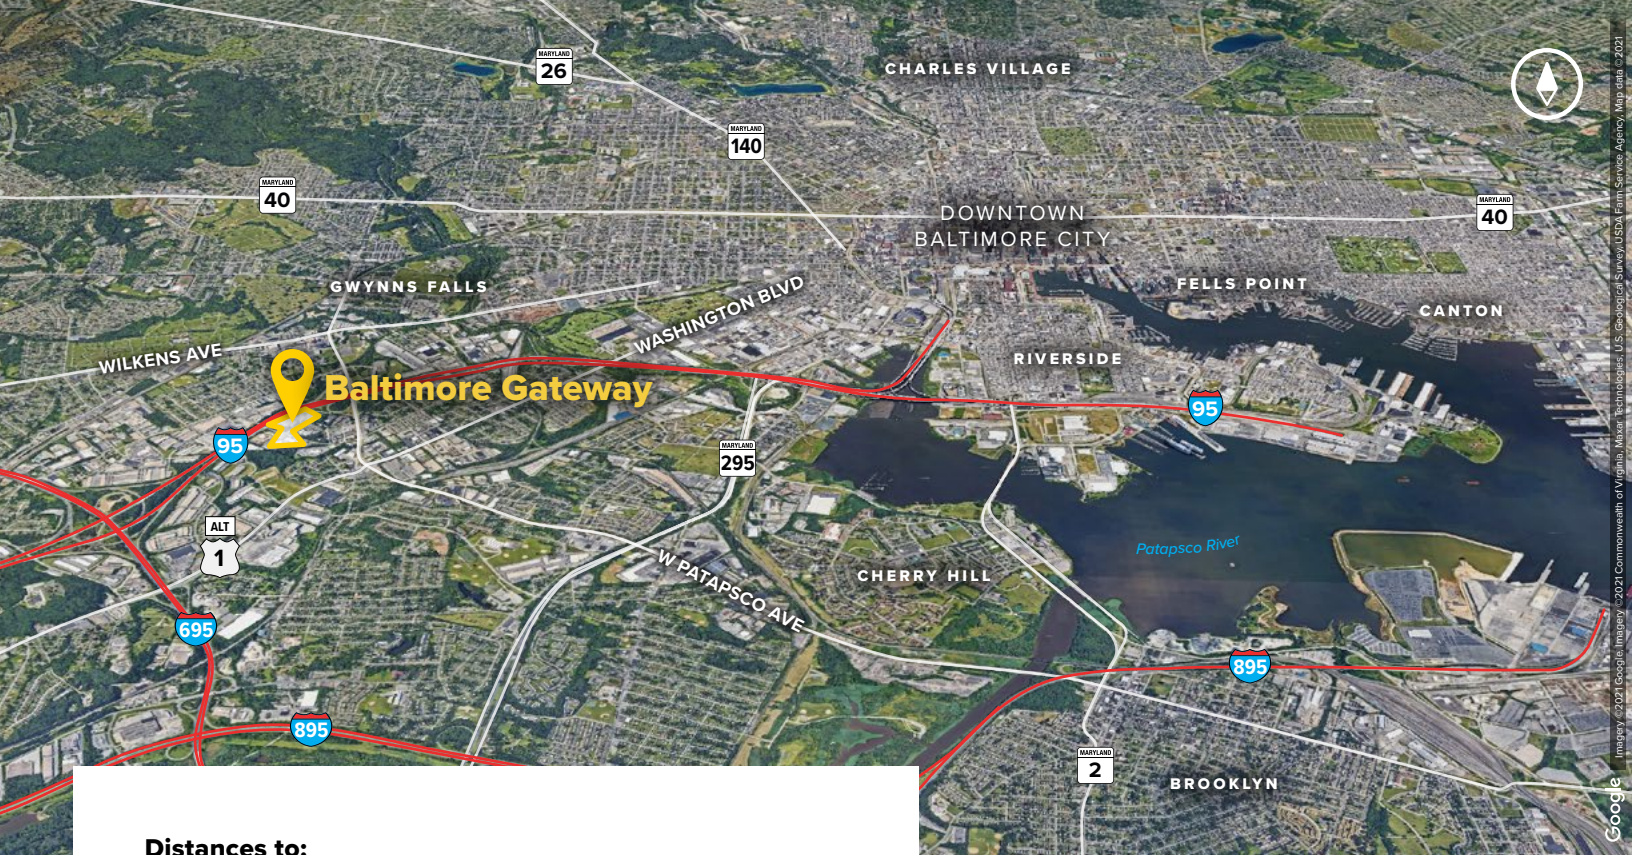 MARYLAND
26
CHARLES VILLAGE
MARYLAND
140
MARYLAND
40
DOWNTOWN
BALTIMORE CITY
MARYLAND
40
GWYNNS FALLS
WASHINGTON BLVD
FELLS POINT
CANTON
WILKENS AVE
RIVERSIDE
Baltimore Gateway
95
95
MARYLAND
295
ALT
1
Patapsco River
W PATAPSCO AVE
CHERRY HILL
695
895
895
MARYLAND
2
BROOKLYN
Distances to:
Imagery ©2021 Google, Imagery ©2021 Commonwealth of Virginia, Maxar Technologies, U.S. Geological Survey, USDA Farm Service Agency, Map data ©2021
Google